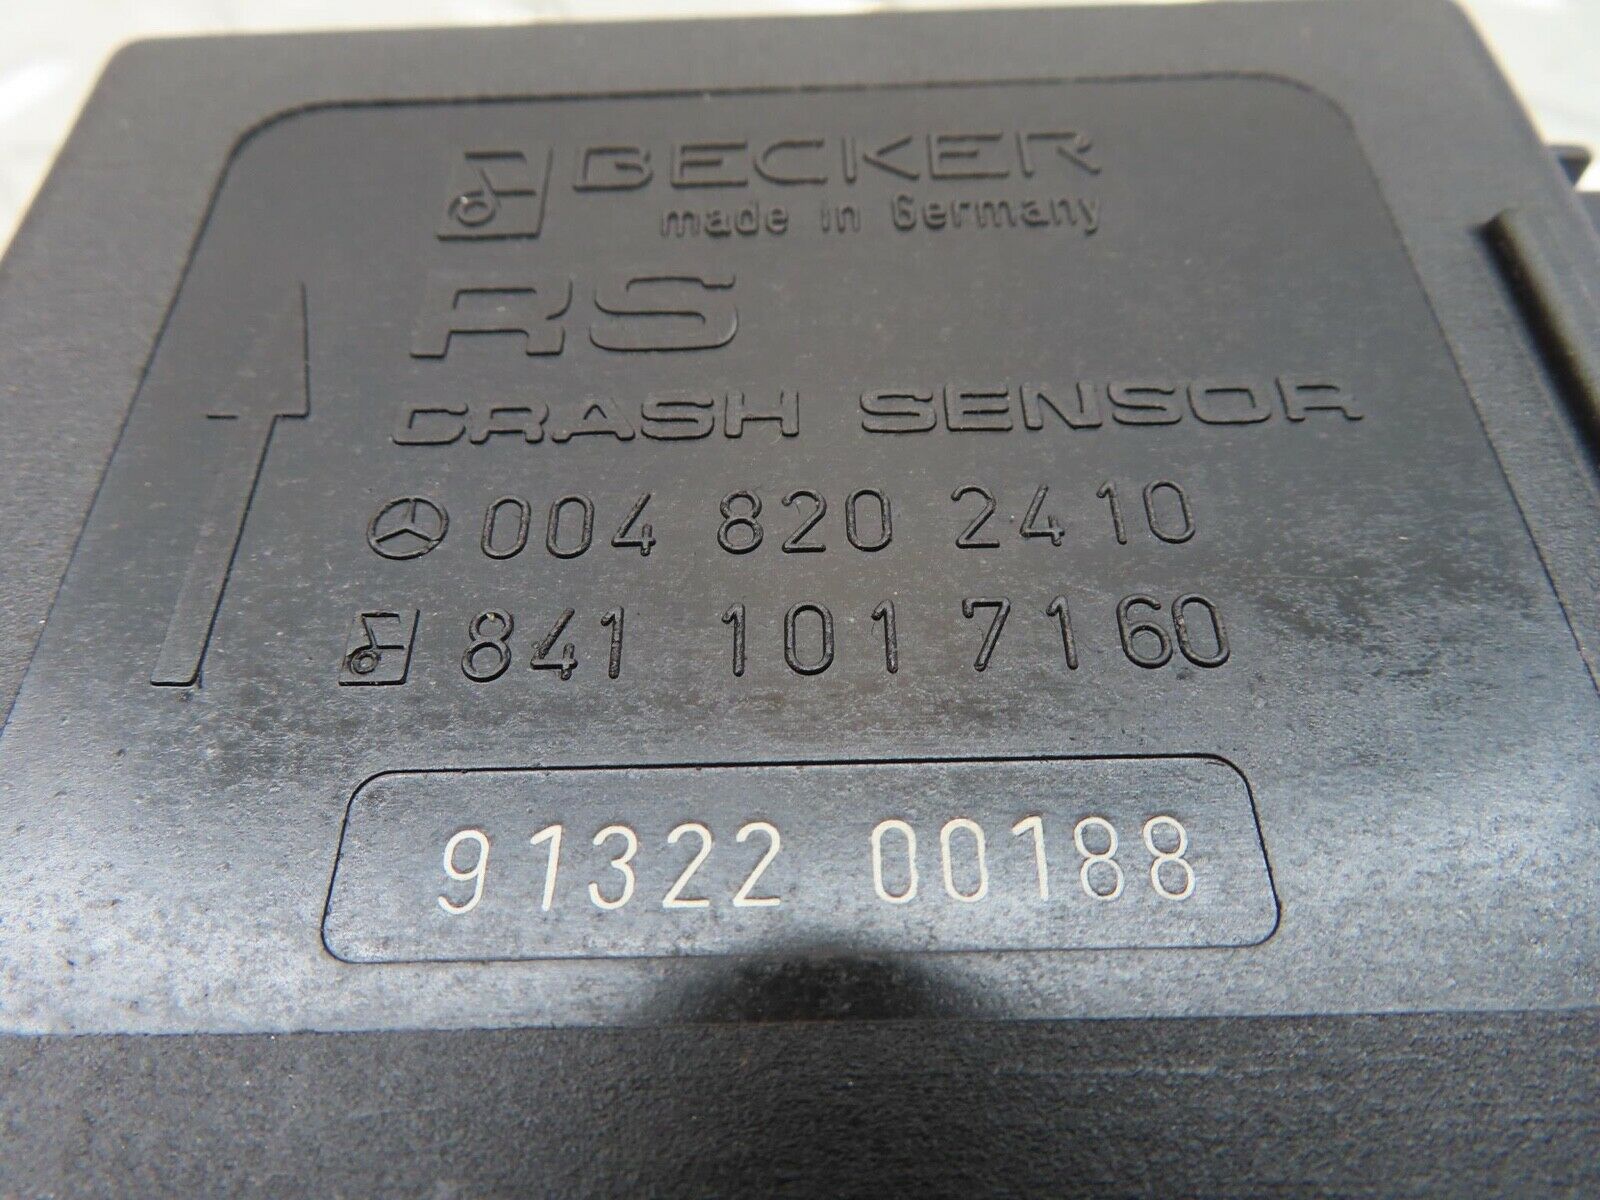 BECKER
made in Germany
RS
CRASH SENSOR
004 820 2410
841 101 7160
91322 00188